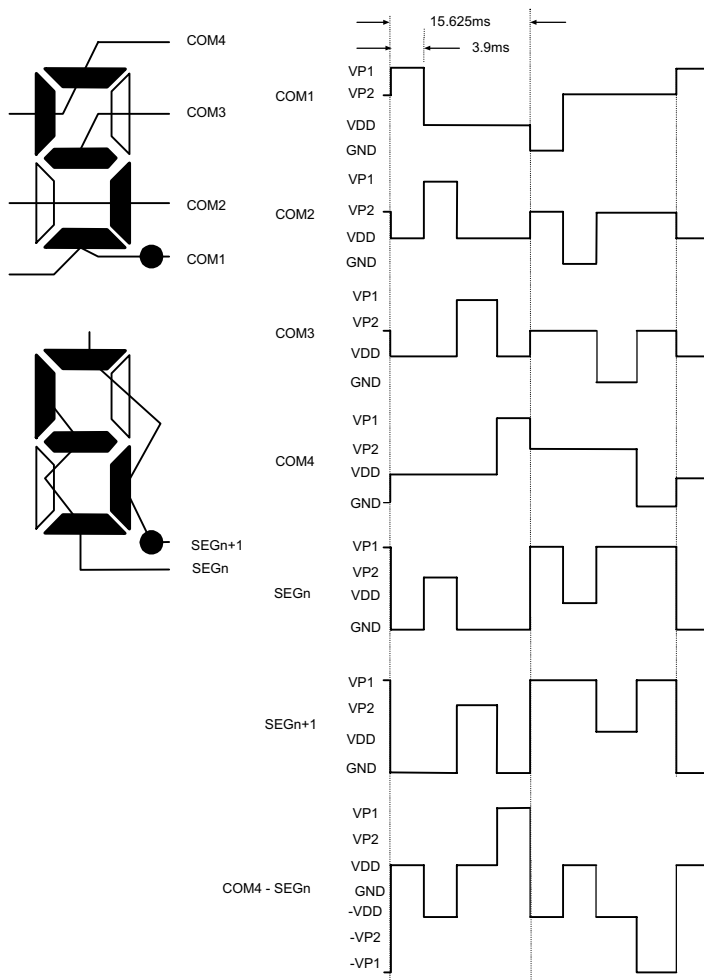 15.625ms
3.9ms
COM4
COM3
COM2
COM1
COM1
VP1
VP2
VDD
GND
COM2
VP1
VP2
VDD
GND
COM3
VP1
VP2
VDD
GND
COM4
VP1
VP2
VDD
GND
SEGn+1
SEGn
SEGn
VP1
VP2
VDD
GND
SEGn+1
VP1
VP2
VDD
GND
COM4 - SEGn
VP1
VP2
VDD
GND
-VDD
-VP2
-VP1